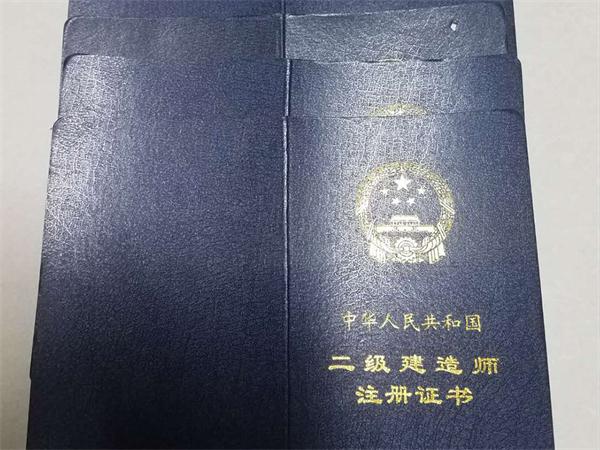 中华人民共和国
二级建造师
注册证书